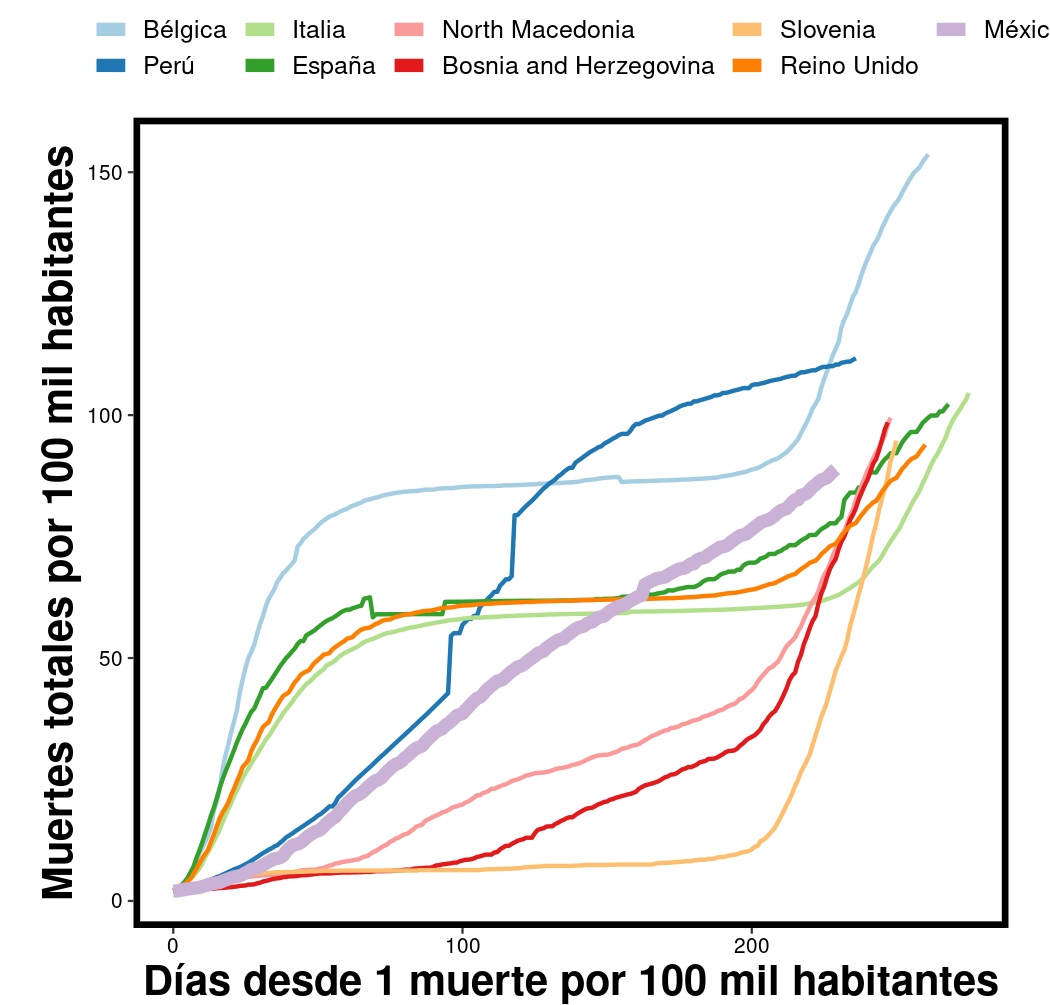 Bélgica Italia North Macedonia Slovenia Méxic
Perú España Bosnia and Herzegovina Reino Unido
Muertes totales por 100 mil habitantes
150
100
50
0
0 100 200
Días desde 1 muerte por 100 mil habitantes